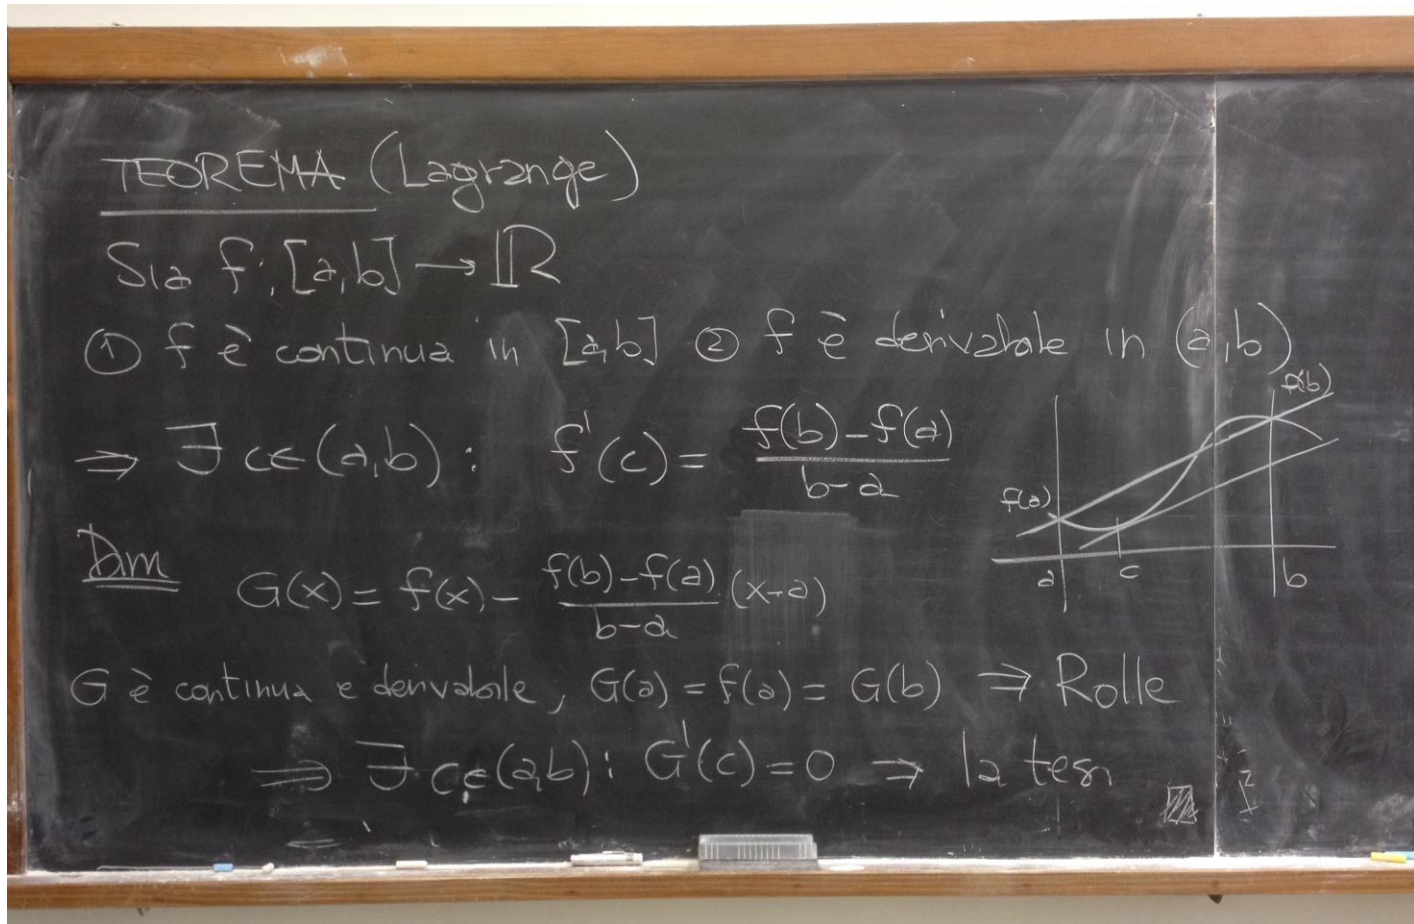 TEOREMA (Lagrange)
Sia f: [a,b] → ℝ
① f è continua in [a,b] ② f è derivabile in (a,b)
⇒ ∃ c∈(a,b): f'(c) = (f(b)-f(a))/(b-a)
f(b)
f(a)
a c b
Dim
G(x) = f(x) - (f(b)-f(a))/(b-a) (x-a)
G è continua e derivabile, G(a) = f(a) = G(b) ⇒ Rolle
⇒ ∃ c∈(a,b): G'(c) = 0 ⇒ la tesi